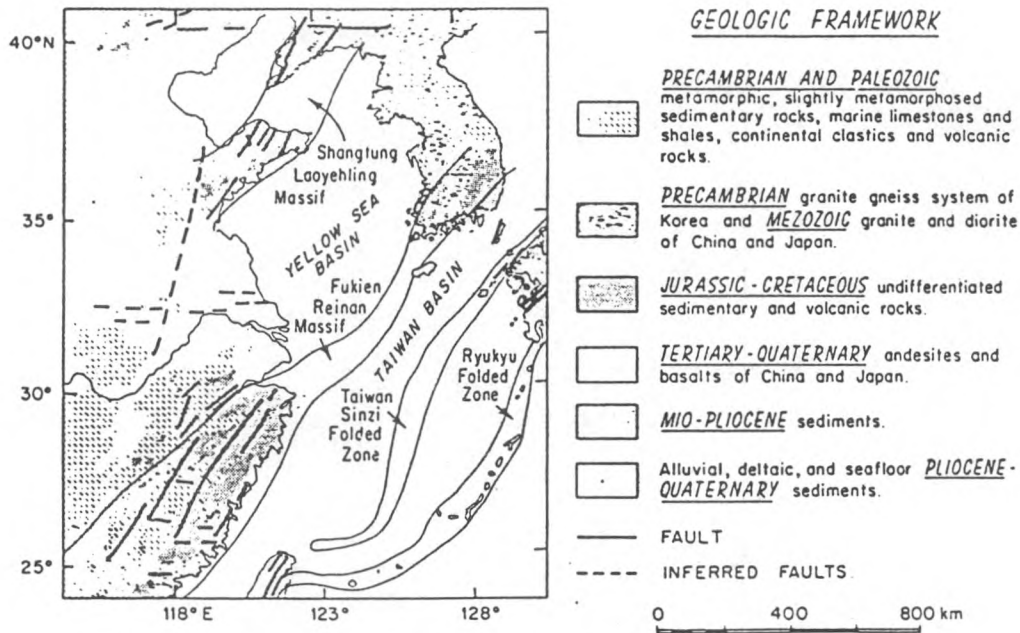 40°N
35°
30°
25°
118°E
123°
128°
Shangtung
Laoyehling
Massif
YELLOW SEA
BASIN
Fukien
Reinan
Massif
TAIWAN BASIN
Taiwan
Sinzi
Folded
Zone
Ryukyu
Folded
Zone
GEOLOGIC FRAMEWORK
PRECAMBRIAN AND PALEOZOIC
metamorphic, slightly metamorphosed
sedimentary rocks, marine limestones and
shales, continental clastics and volcanic
rocks.
PRECAMBRIAN granite gneiss system of
Korea and MEZOZOIC granite and diorite
of China and Japan.
JURASSIC-CRETACEOUS undifferentiated
sedimentary and volcanic rocks.
TERTIARY-QUATERNARY andesites and
basalts of China and Japan.
MIO-PLIOCENE sediments.
Alluvial, deltaic, and seafloor PLIOCENE-
QUATERNARY sediments.
FAULT
INFERRED FAULTS
0 400 800 km